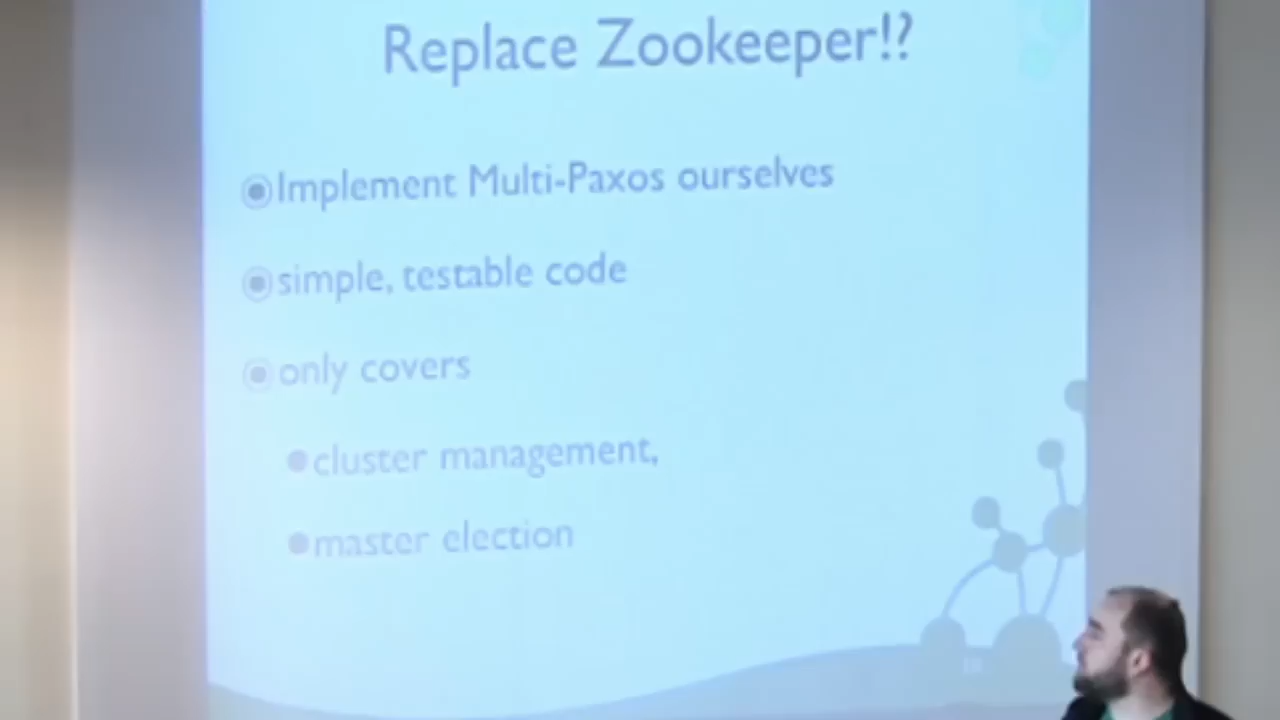 Replace Zookeeper!?
Implement Multi-Paxos ourselves
simple, testable code
only covers
cluster management,
master election